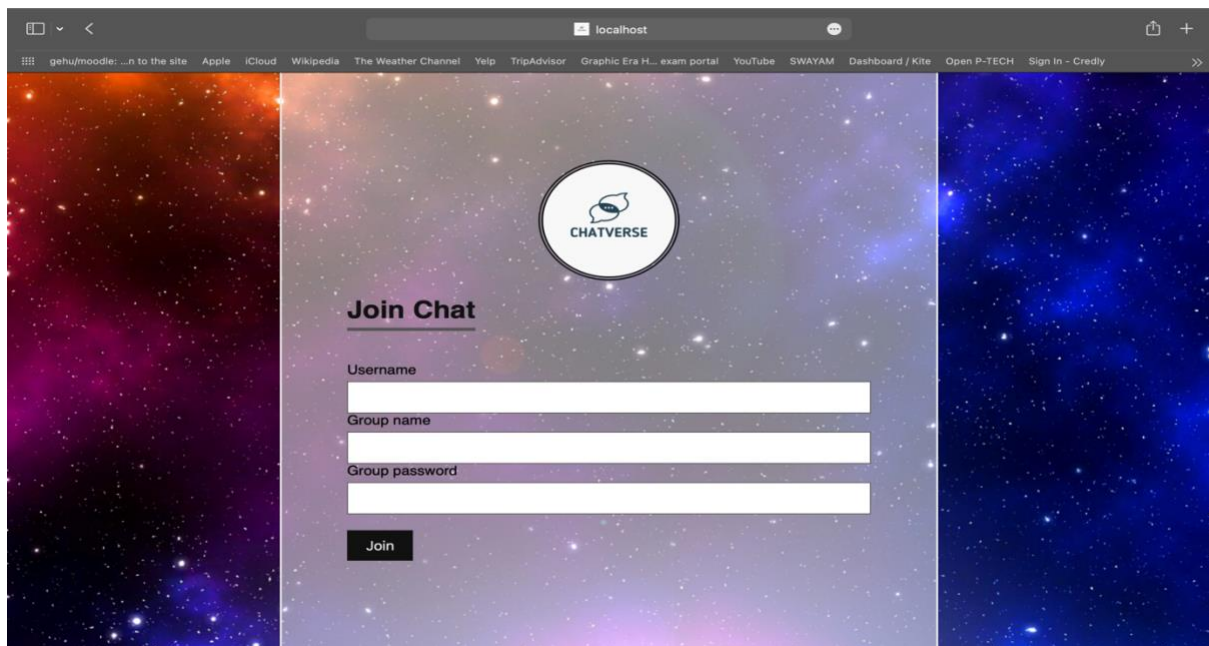 localhost
gehu/moodle: ...n to the site Apple iCloud Wikipedia The Weather Channel Yelp TripAdvisor Graphic Era H... exam portal YouTube SWAYAM Dashboard / Kite Open P-TECH Sign In - Credly
CHATVERSE
Join Chat
Username
Group name
Group password
Join